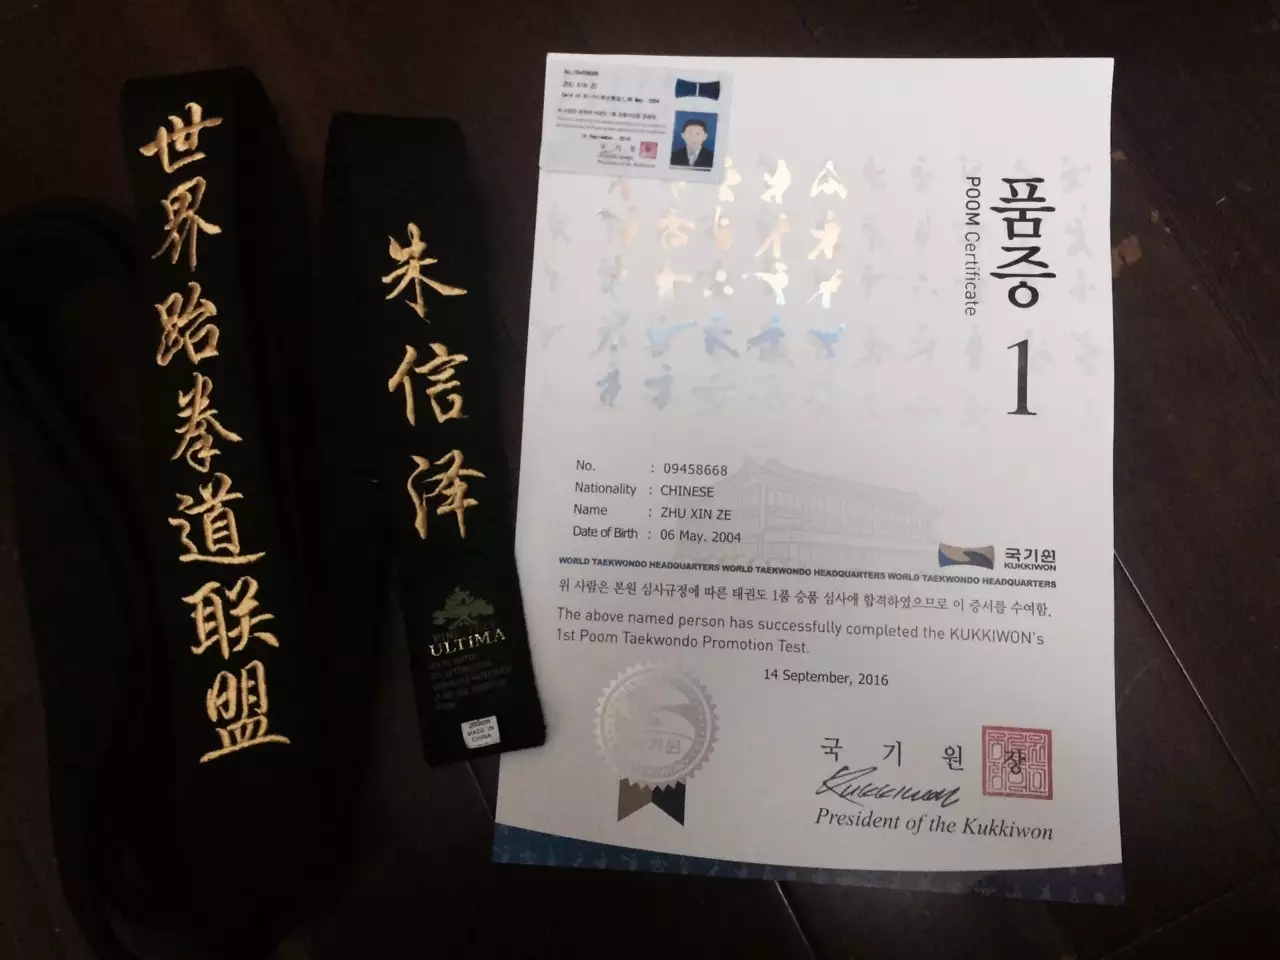 世界跆拳道联盟
朱信泽
ULTIMA
MADE IN
CHINA
품증
POOM Certificate
1
No. : 09458668
Nationality : CHINESE
Name : ZHU XIN ZE
Date of Birth : 06 May. 2004
국기원
KUKKIWON
WORLD TAEKWONDO HEADQUARTERS WORLD TAEKWONDO HEADQUARTERS WORLD TAEKWONDO HEADQUARTERS
위 사람은 본원 심사규정에 따른 태권도 1품 승품 심사에 합격하였으므로 이 증서를 수여함.
The above named person has successfully completed the KUKKIWON's
1st Poom Taekwondo Promotion Test.
14 September, 2016
국 기 원 장
Kukkiwon
President of the Kukkiwon